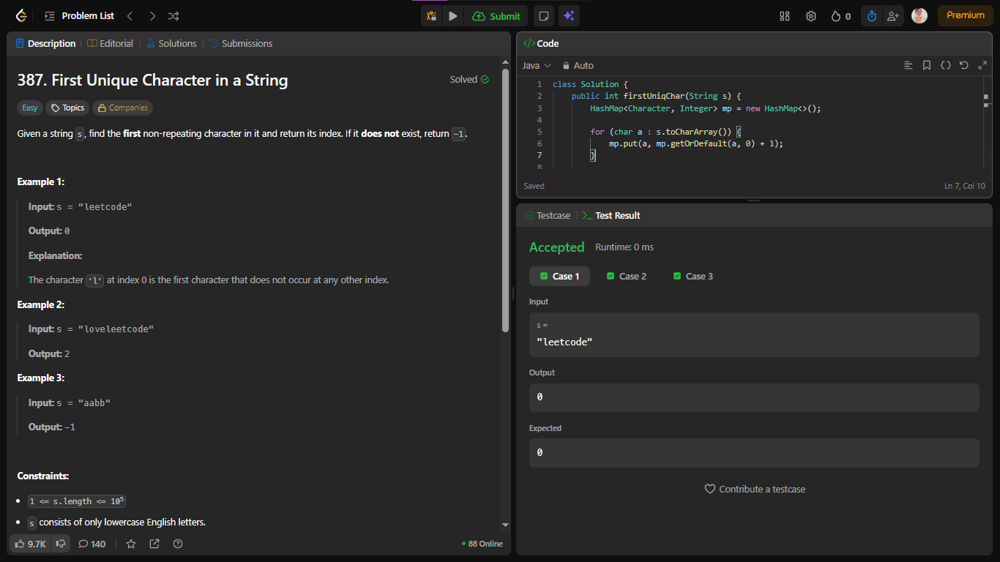 Problem List
Submit
0
Premium
Description
Editorial
Solutions
Submissions
387. First Unique Character in a String
Solved
Easy
Topics
Companies
Given a string s, find the first non-repeating character in it and return its index. If it does not exist, return -1.
Example 1:
Input: s = "leetcode"
Output: 0
Explanation:
The character 'l' at index 0 is the first character that does not occur at any other index.
Example 2:
Input: s = "loveleetcode"
Output: 2
Example 3:
Input: s = "aabb"
Output: -1
Constraints:
1 <= s.length <= 10⁵
s consists of only lowercase English letters.
9.7K
140
88 Online
</> Code
Java
Auto
1 class Solution {
2 public int firstUniqChar(String s) {
3 HashMap<Character, Integer> mp = new HashMap<>();
4
5 for (char a : s.toCharArray()) {
6 mp.put(a, mp.getOrDefault(a, 0) + 1);
7 }
8
Saved
Ln 7, Col 10
Testcase
>_ Test Result
Accepted
Runtime: 0 ms
Case 1
Case 2
Case 3
Input
s =
"leetcode"
Output
0
Expected
0
Contribute a testcase